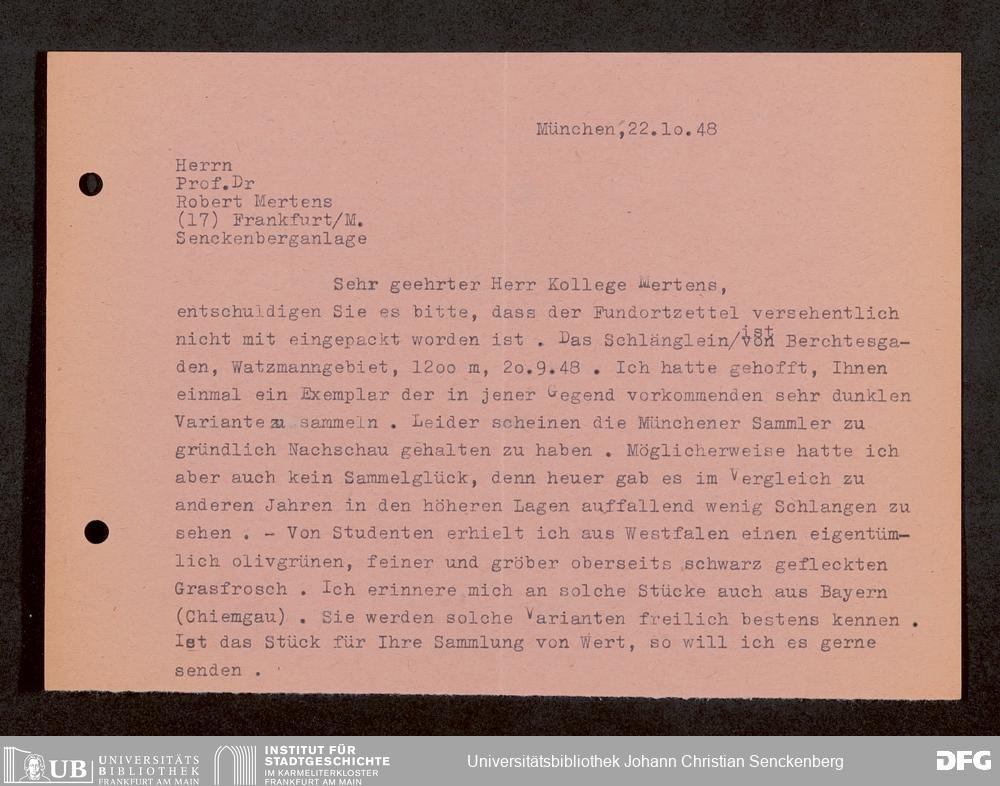 München,22.lo.48
Herrn
Prof.Dr
Robert Mertens
(17) Frankfurt/M.
Senckenberganlage
Sehr geehrter Herr Kollege Mertens,
entschuldigen Sie es bitte, dass der Fundortzettel versehentlich
nicht mit eingepackt worden ist . Das Schlänglein/ist von Berchtesga-
den, Watzmanngebiet, 12oo m, 2o.9.48 . Ich hatte gehofft, Ihnen
einmal ein Exemplar der in jener Gegend vorkommenden sehr dunklen
Variante zu sammeln . Leider scheinen die Münchener Sammler zu
gründlich Nachschau gehalten zu haben . Möglicherweise hatte ich
aber auch kein Sammelglück, denn heuer gab es im Vergleich zu
anderen Jahren in den höheren Lagen auffallend wenig Schlangen zu
sehen . - Von Studenten erhielt ich aus Westfalen einen eigentüm-
lich olivgrünen, feiner und gröber oberseits schwarz gefleckten
Grasfrosch . Ich erinnere mich an solche Stücke auch aus Bayern
(Chiemgau) . Sie werden solche Varianten freilich bestens kennen .
Ist das Stück für Ihre Sammlung von Wert, so will ich es gerne
senden .
UB UNIVERSITÄTS
BIBLIOTHEK
FRANKFURT AM MAIN
INSTITUT FÜR
STADTGESCHICHTE
IM KARMELITERKLOSTER
FRANKFURT AM MAIN
Universitätsbibliothek Johann Christian Senckenberg
DFG